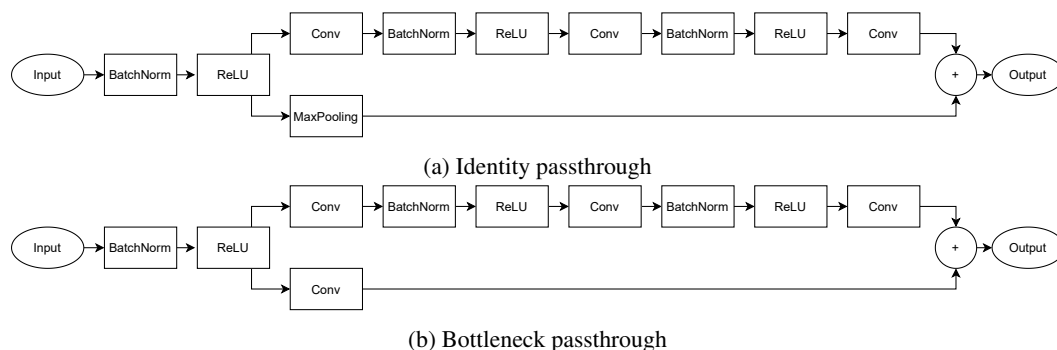 Conv BatchNorm ReLU Conv BatchNorm ReLU Conv
Input BatchNorm ReLU + Output
MaxPooling
(a) Identity passthrough
Conv BatchNorm ReLU Conv BatchNorm ReLU Conv
Input BatchNorm ReLU + Output
Conv
(b) Bottleneck passthrough